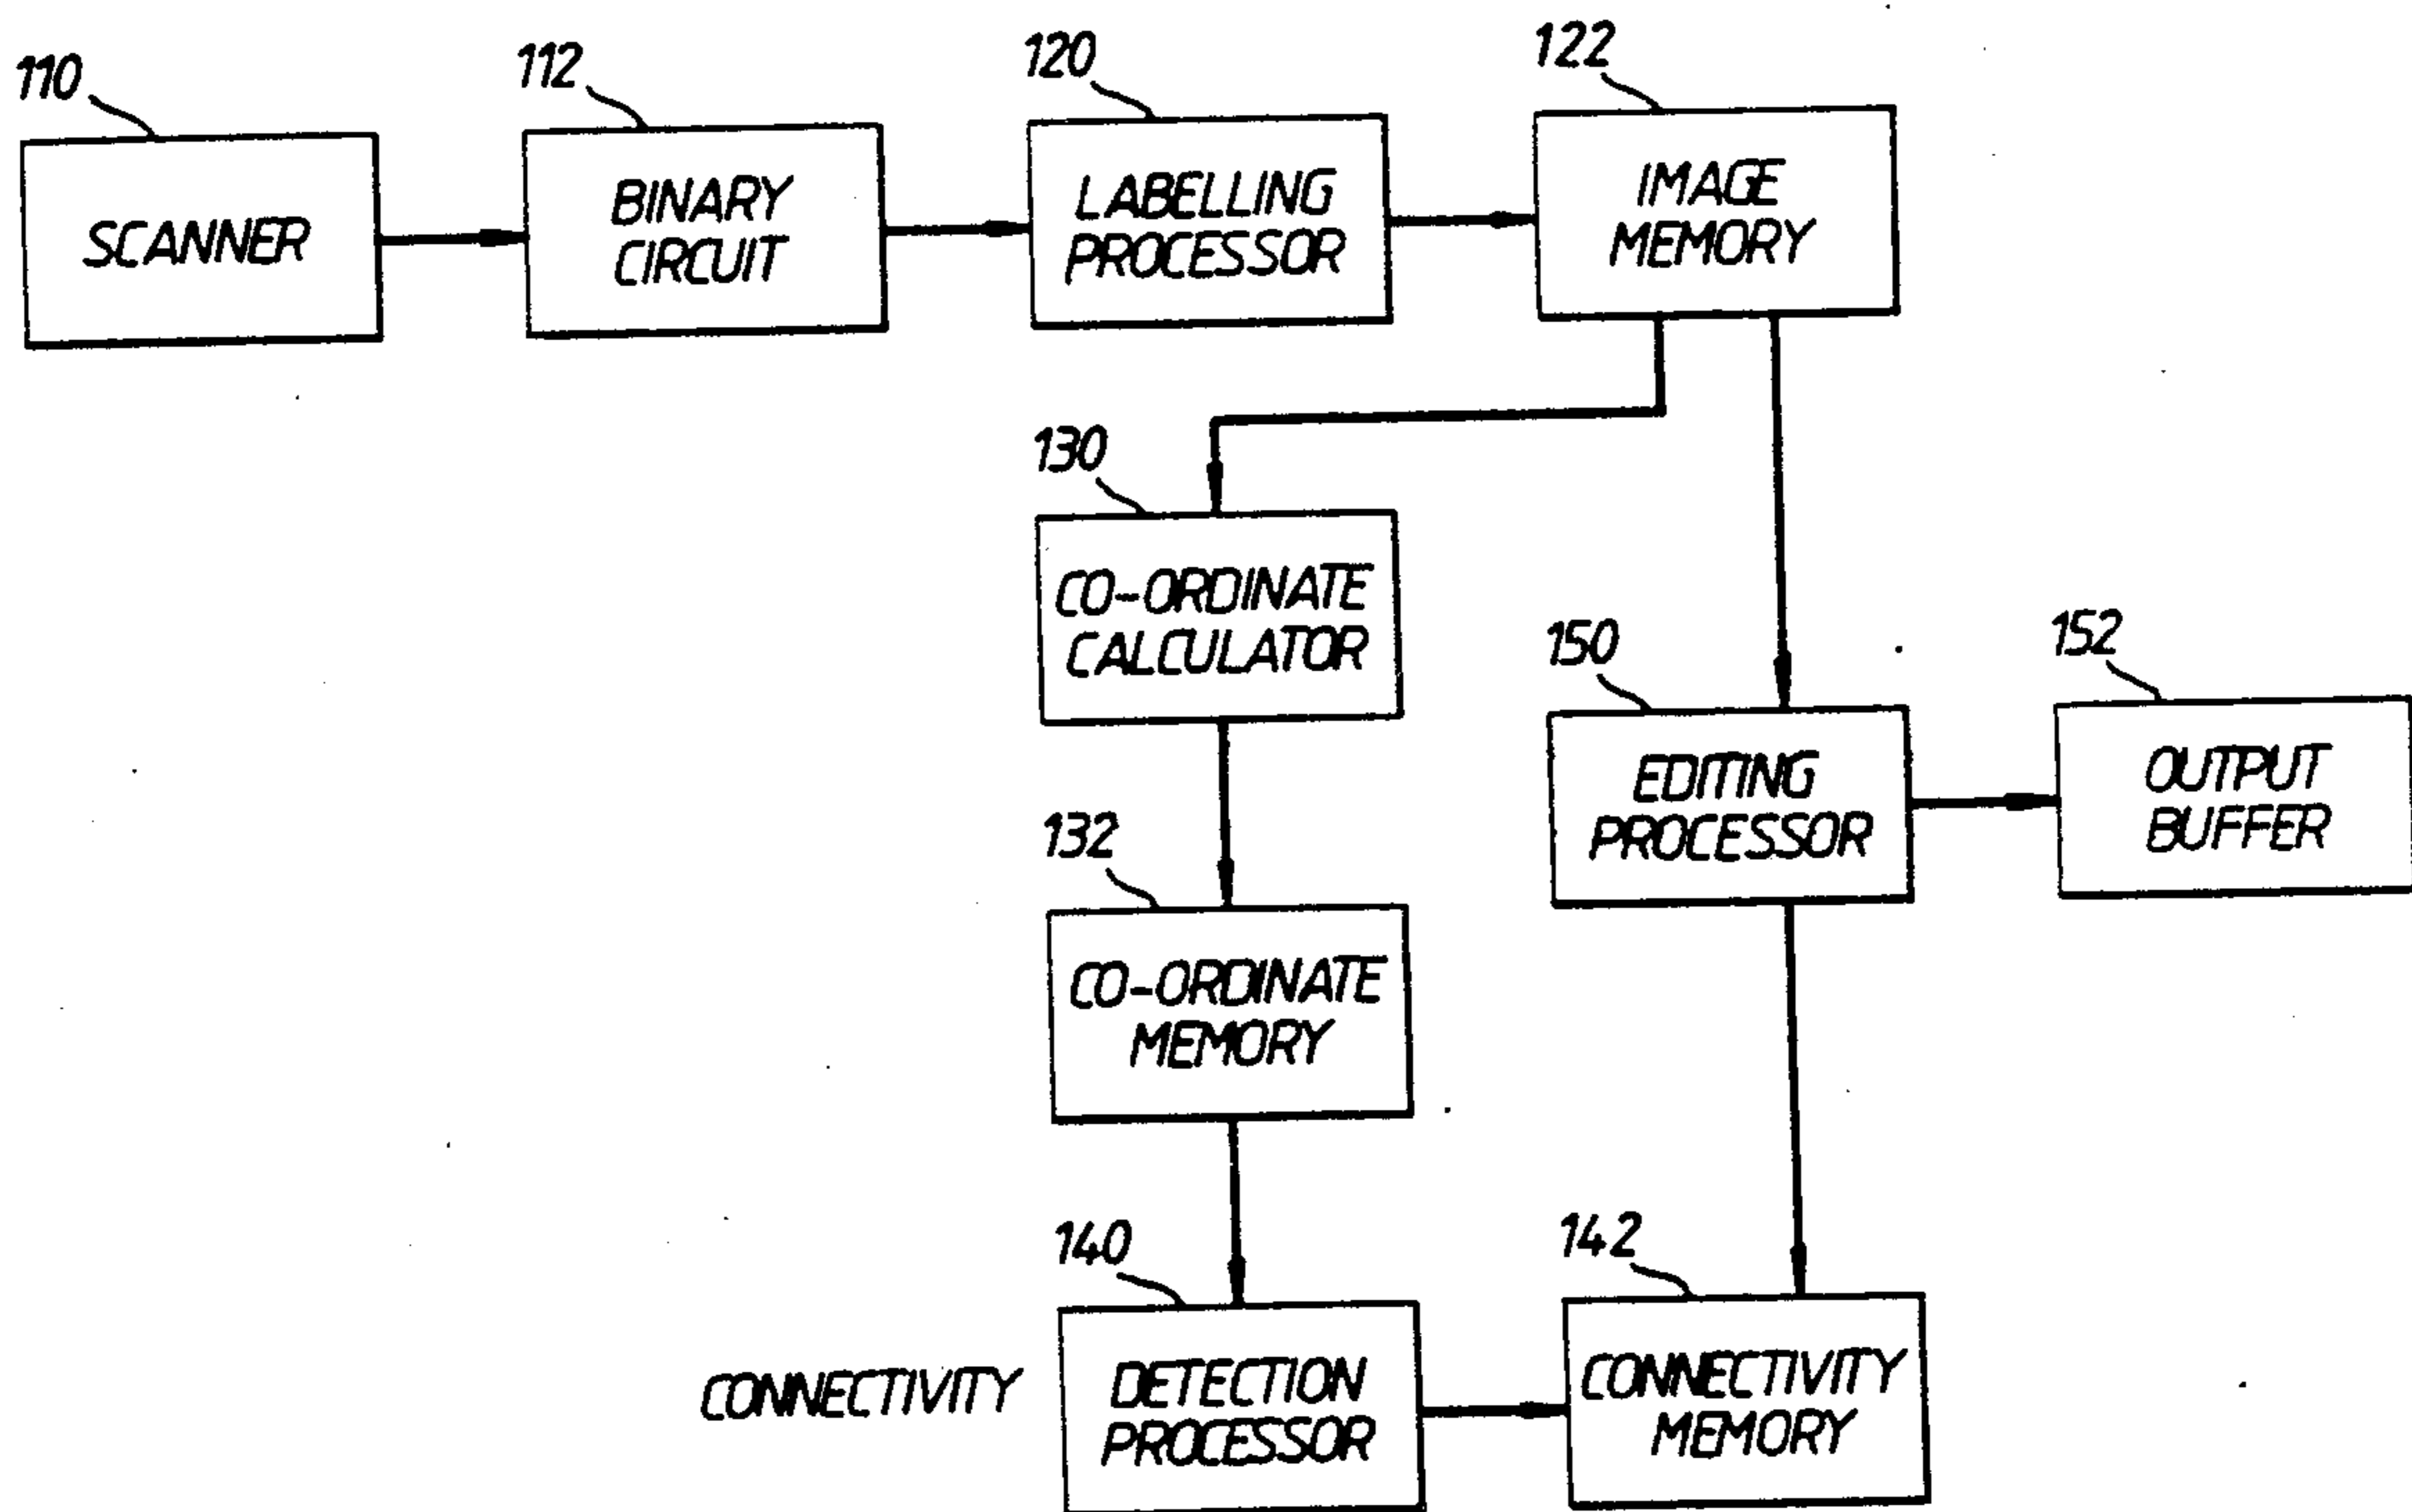 110
SCANNER
112
BINARY
CIRCUIT
120
LABELLING
PROCESSOR
122
IMAGE
MEMORY
130
CO-ORDINATE
CALCULATOR
150
EDITING
PROCESSOR
152
OUTPUT
BUFFER
132
CO-ORDINATE
MEMORY
CONNECTIVITY
140
DETECTION
PROCESSOR
142
CONNECTIVITY
MEMORY